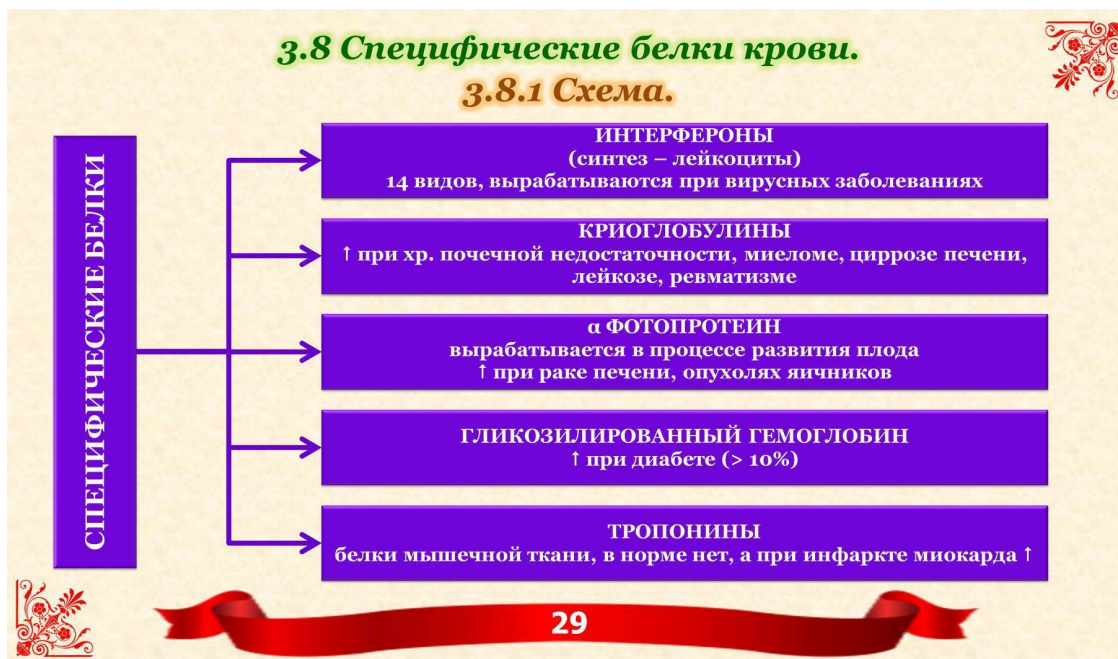 3.8 Специфические белки крови.
3.8.1 Схема.
СПЕЦИФИЧЕСКИЕ БЕЛКИ
ИНТЕРФЕРОНЫ
(синтез – лейкоциты)
14 видов, вырабатываются при вирусных заболеваниях
КРИОГЛОБУЛИНЫ
↑ при хр. почечной недостаточности, миеломе, циррозе печени,
лейкозе, ревматизме
α ФОТОПРОТЕИН
вырабатывается в процессе развития плода
↑ при раке печени, опухолях яичников
ГЛИКОЗИЛИРОВАННЫЙ ГЕМОГЛОБИН
↑ при диабете (> 10%)
ТРОПОНИНЫ
белки мышечной ткани, в норме нет, а при инфаркте миокарда ↑
29